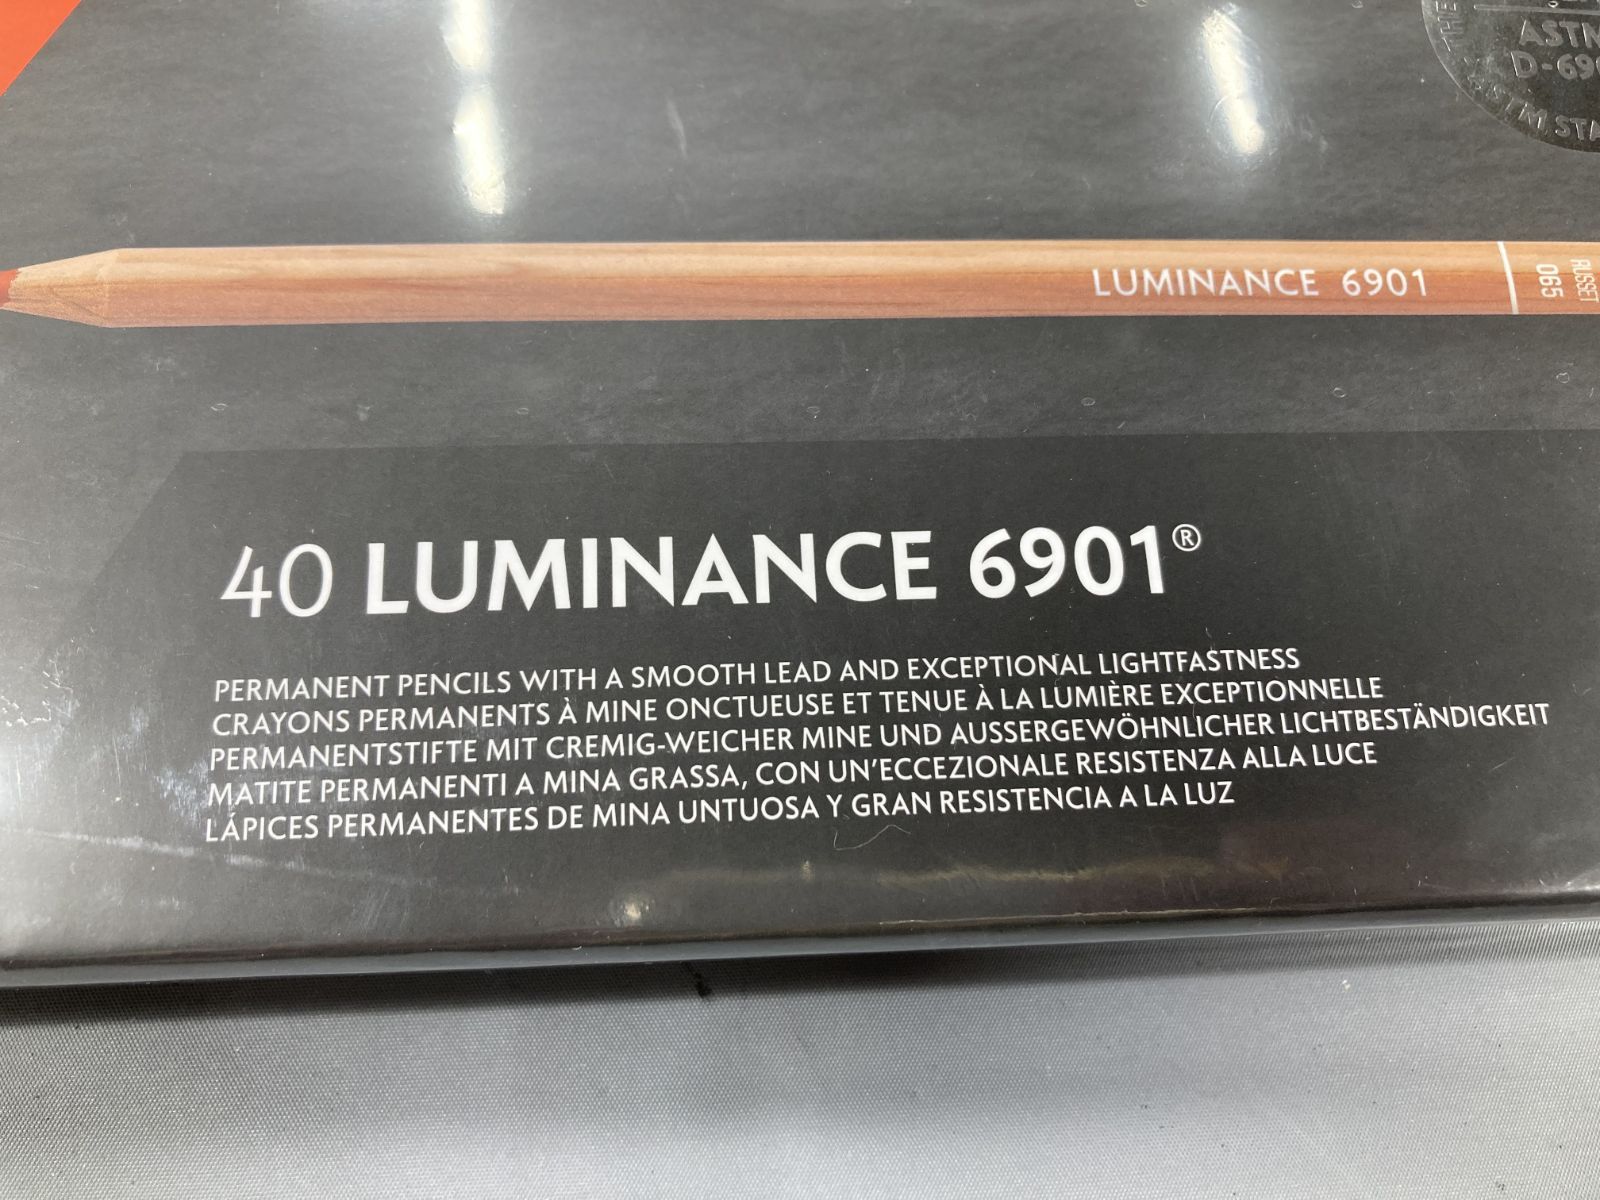 ASTM
LUMINANCE 6901
RUSSET
065
40 LUMINANCE 6901®
PERMANENT PENCILS WITH A SMOOTH LEAD AND EXCEPTIONAL LIGHTFASTNESS
CRAYONS PERMANENTS À MINE ONCTUEUSE ET TENUE À LA LUMIÈRE EXCEPTIONNELLE
PERMANENTSTIFTE MIT CREMIG-WEICHER MINE UND AUSSERGEWÖHNLICHER LICHTBESTÄNDIGKEIT
MATITE PERMANENTI A MINA GRASSA, CON UN'ECCEZIONALE RESISTENZA ALLA LUCE
LÁPICES PERMANENTES DE MINA UNTUOSA Y GRAN RESISTENCIA A LA LUZ